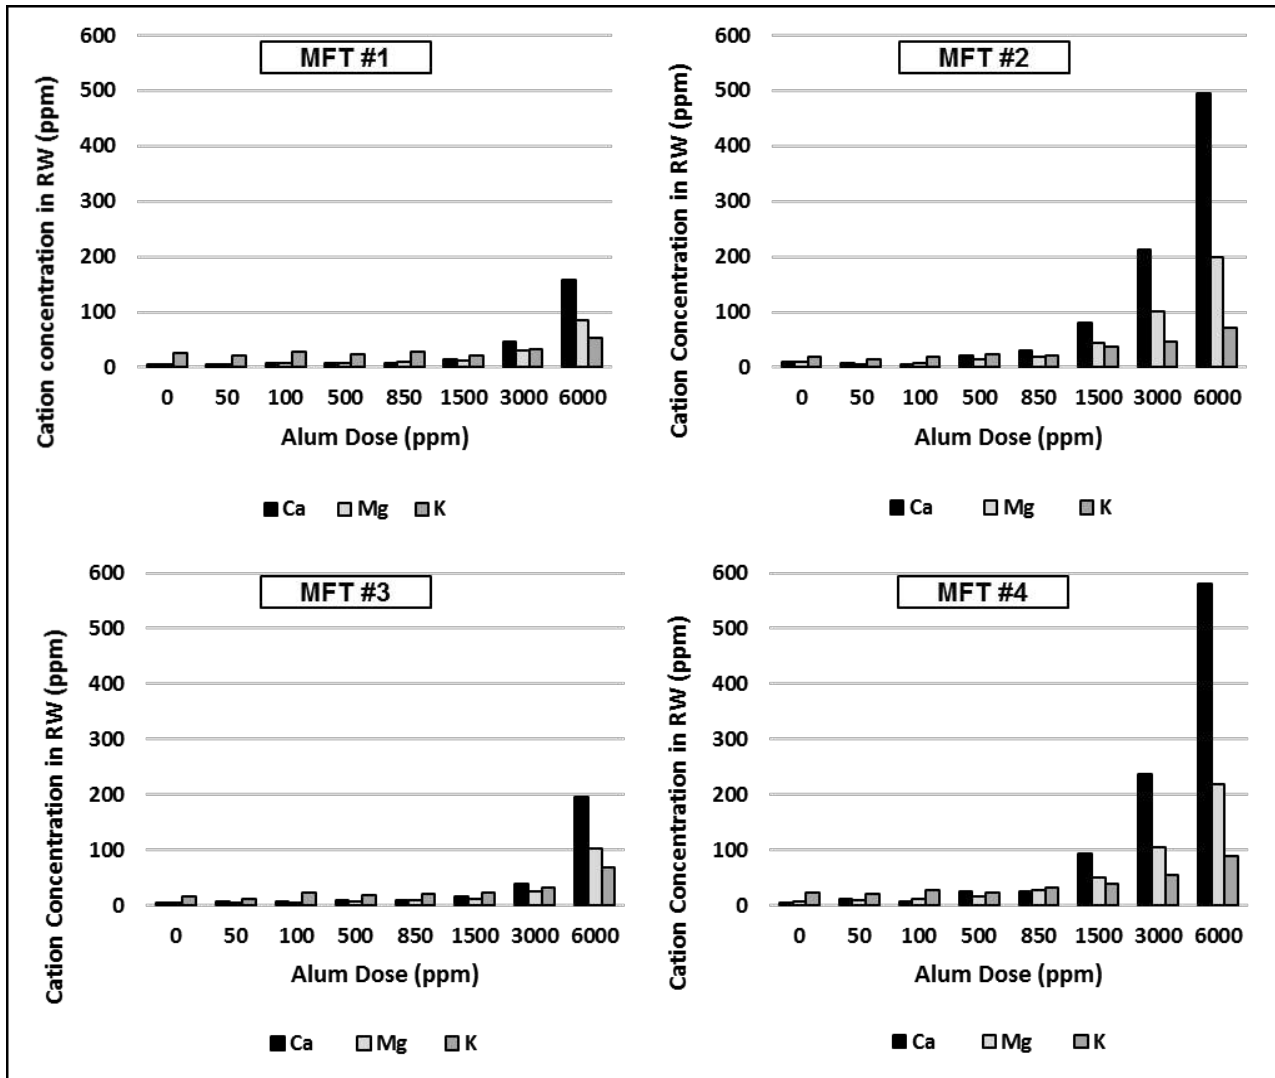 MFT #1
Cation concentration in RW (ppm)
600
500
400
300
200
100
0
0 50 100 500 850 1500 3000 6000
Alum Dose (ppm)
Ca Mg K
MFT #2
Cation Concentration in RW (ppm)
600
500
400
300
200
100
0
0 50 100 500 850 1500 3000 6000
Alum Dose (ppm)
Ca Mg K
MFT #3
Cation Concentration in RW (ppm)
600
500
400
300
200
100
0
0 50 100 500 850 1500 3000 6000
Alum Dose (ppm)
Ca Mg K
MFT #4
Cation Concentration in RW (ppm)
600
500
400
300
200
100
0
0 50 100 500 850 1500 3000 6000
Alum Dose (ppm)
Ca Mg K